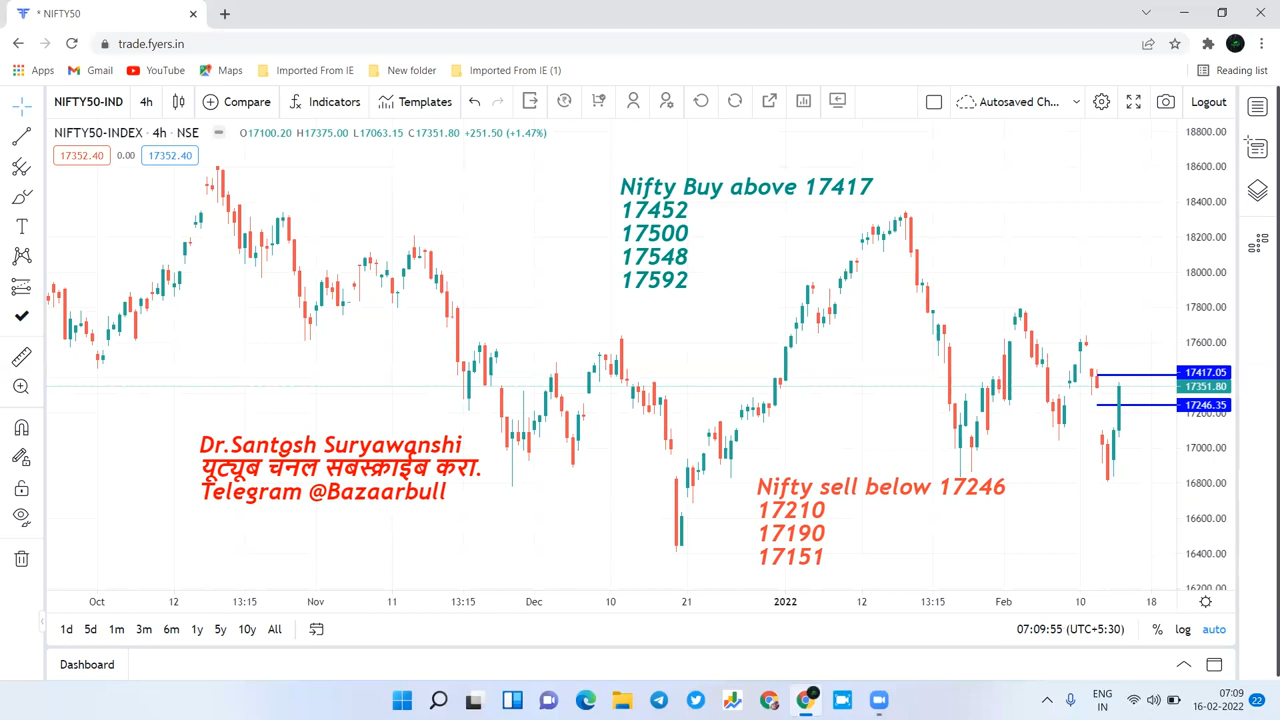 * NIFTY50
trade.fyers.in
Apps
Gmail
YouTube
Maps
Imported From IE
New folder
Imported From IE (1)
Reading list
NIFTY50-IND
4h
Compare
Indicators
Templates
Autosaved Ch...
Logout
NIFTY50-INDEX · 4h · NSE
O17100.20 H17375.00 L17063.15 C17351.80 +251.50 (+1.47%)
17352.40 0.00 17352.40
Nifty Buy above 17417
17452
17500
17548
17592
Dr.Santosh Suryawanshi
यूट्यूब चॅनल सबस्क्राईब करा.
Telegram @Bazaarbull
Nifty sell below 17246
17210
17190
17151
18800.00
18600.00
18400.00
18200.00
18000.00
17800.00
17600.00
17417.05
17351.80
17246.35
17200.00
17000.00
16800.00
16600.00
16400.00
16200.00
Oct 12 13:15 Nov 11 13:15 Dec 10 21 2022 12 13:15 Feb 10 18
1d 5d 1m 3m 6m 1y 5y 10y All
07:09:55 (UTC+5:30) % log auto
Dashboard
ENG
IN
07:09
16-02-2022
22